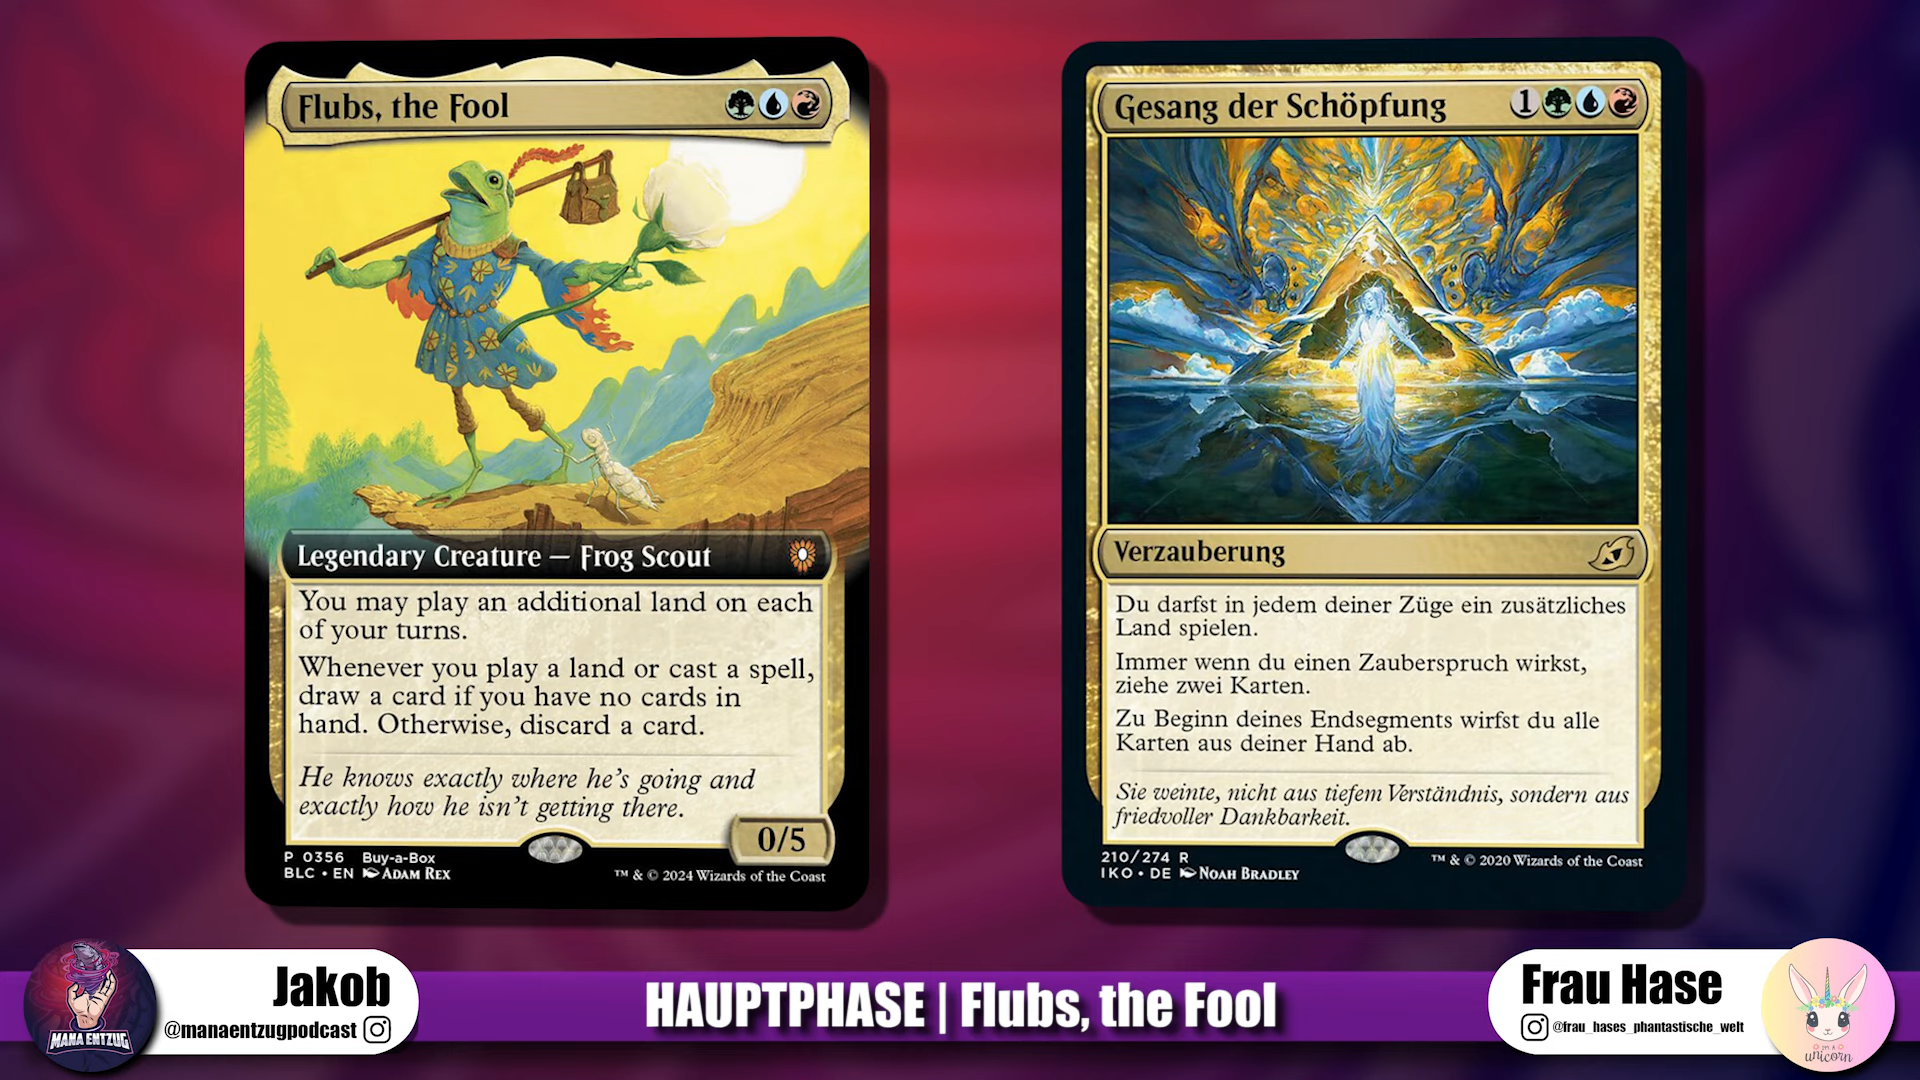 Flubs, the Fool
Legendary Creature — Frog Scout
You may play an additional land on each
of your turns.
Whenever you play a land or cast a spell,
draw a card if you have no cards in
hand. Otherwise, discard a card.
He knows exactly where he's going and
exactly how he isn't getting there.
0/5
P 0356 Buy-a-Box
BLC • EN ADAM REX
™ & © 2024 Wizards of the Coast
Gesang der Schöpfung
1
Verzauberung
Du darfst in jedem deiner Züge ein zusätzliches
Land spielen.
Immer wenn du einen Zauberspruch wirkst,
ziehe zwei Karten.
Zu Beginn deines Endsegments wirfst du alle
Karten aus deiner Hand ab.
Sie weinte, nicht aus tiefem Verständnis, sondern aus
friedvoller Dankbarkeit.
210/274 R
IKO • DE NOAH BRADLEY
™ & © 2020 Wizards of the Coast
MANA ENTZUG
Jakob
@manaentzugpodcast
HAUPTPHASE | Flubs, the Fool
Frau Hase
@frau_hases_phantastische_welt
I'M A
unicorn